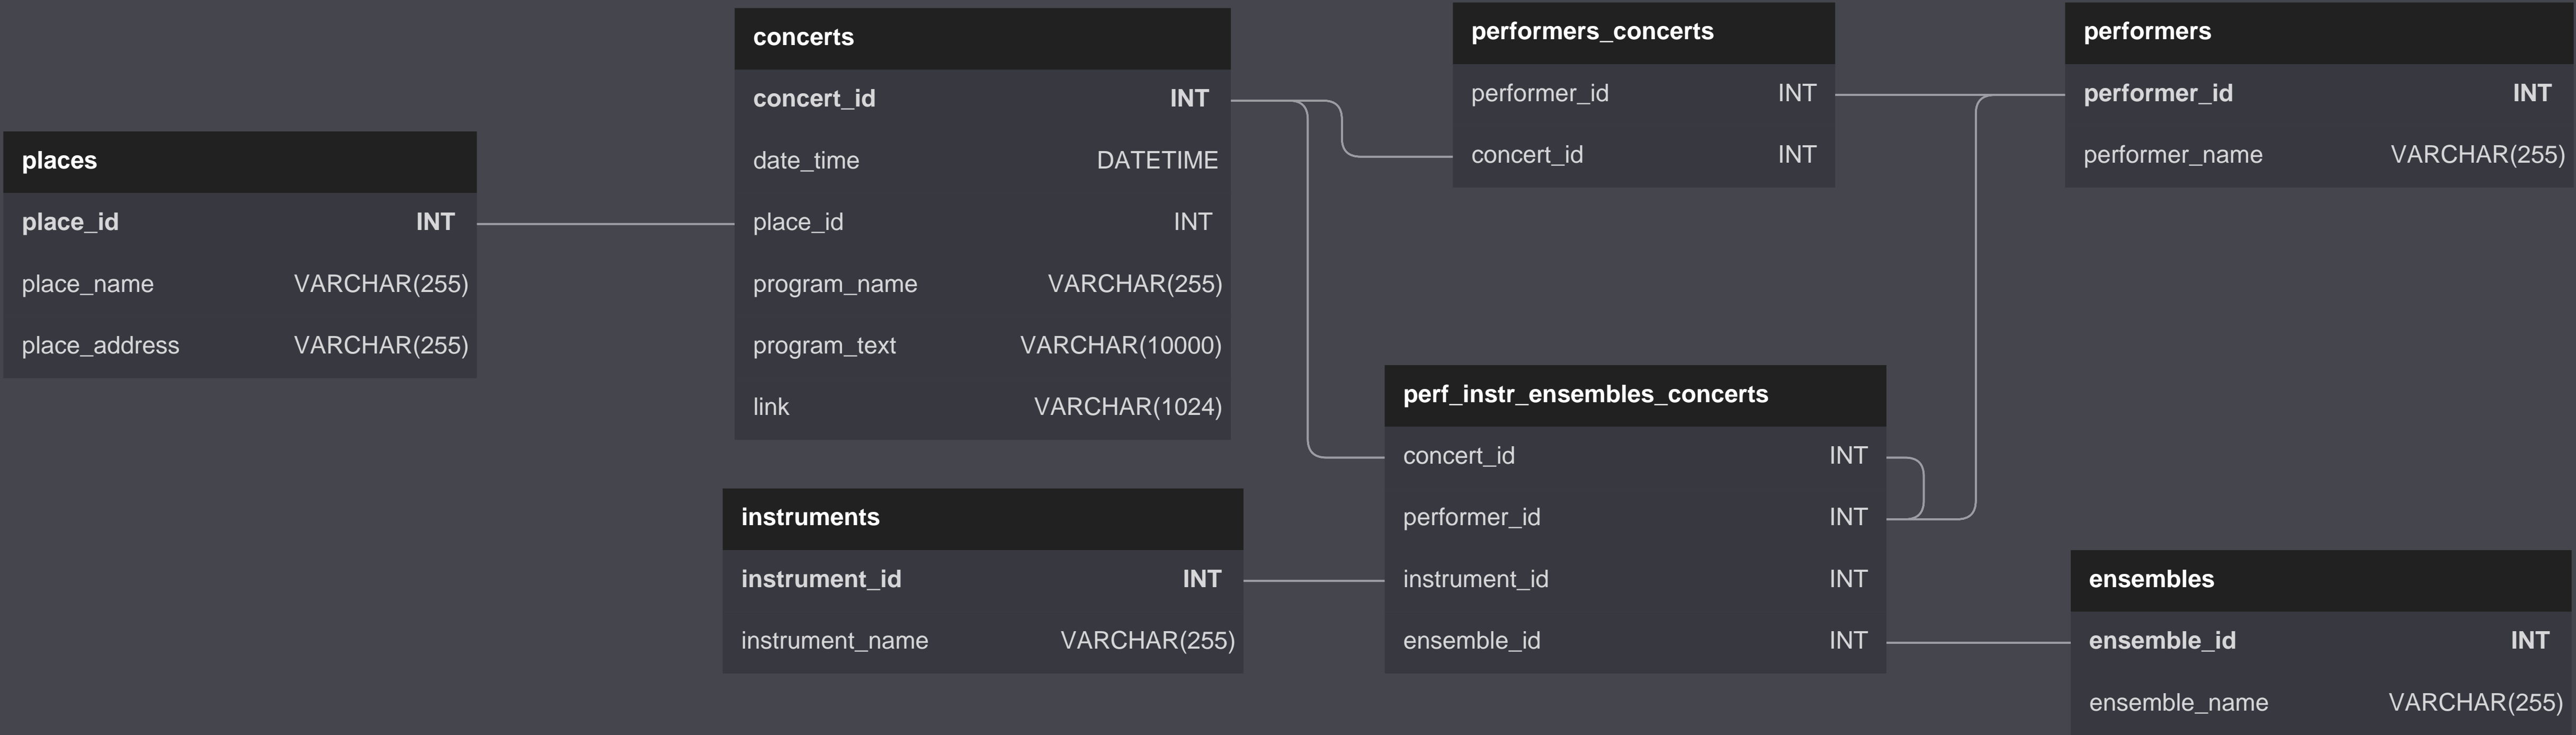 places
place_id INT
place_name VARCHAR(255)
place_address VARCHAR(255)
concerts
concert_id INT
date_time DATETIME
place_id INT
program_name VARCHAR(255)
program_text VARCHAR(10000)
link VARCHAR(1024)
instruments
instrument_id INT
instrument_name VARCHAR(255)
performers_concerts
performer_id INT
concert_id INT
perf_instr_ensembles_concerts
concert_id INT
performer_id INT
instrument_id INT
ensemble_id INT
performers
performer_id INT
performer_name VARCHAR(255)
ensembles
ensemble_id INT
ensemble_name VARCHAR(255)